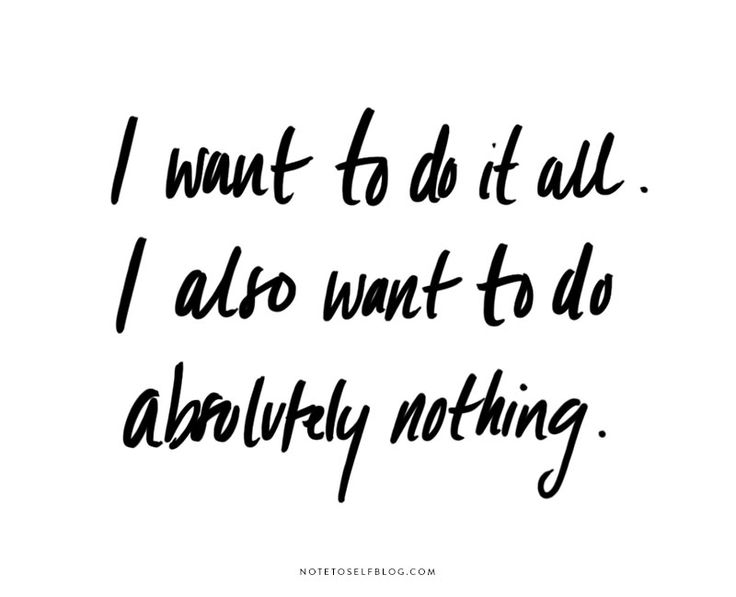 I want to do it all.
I also want to do
absolutely nothing.
NOTETOSELFBLOG.COM